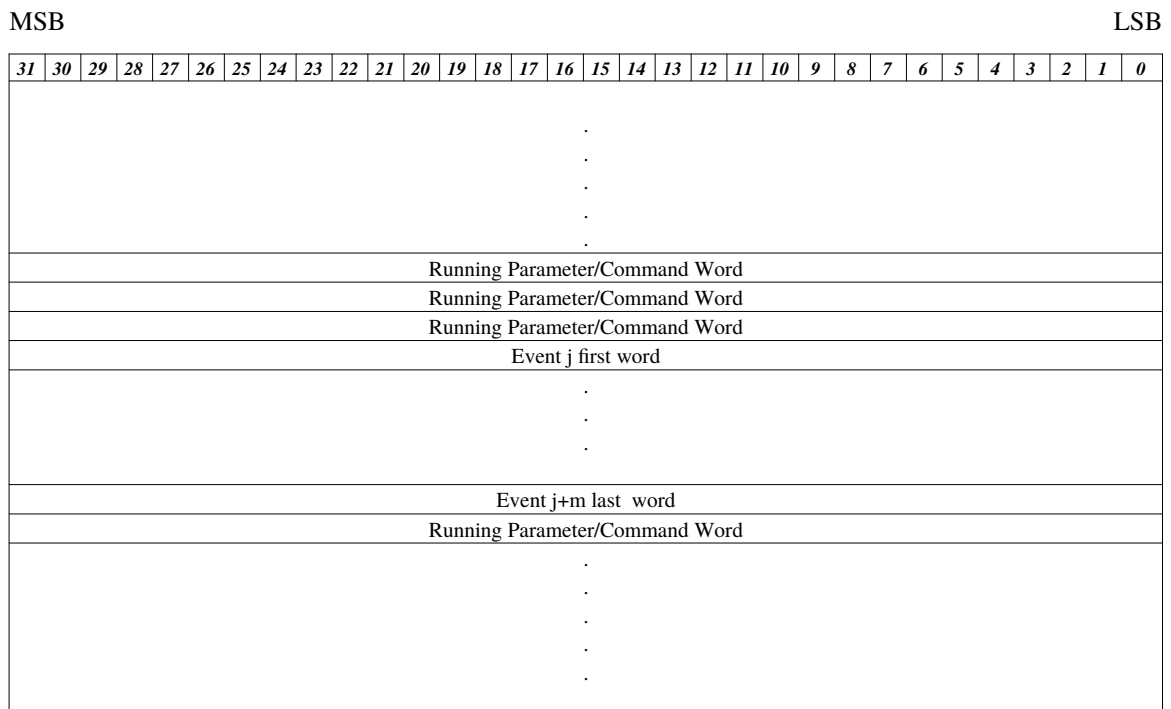 MSB LSB
31 30 29 28 27 26 25 24 23 22 21 20 19 18 17 16 15 14 13 12 11 10 9 8 7 6 5 4 3 2 1 0
.
.
.
.
.
Running Parameter/Command Word
Running Parameter/Command Word
Running Parameter/Command Word
Event j first word
.
.
.
Event j+m last word
Running Parameter/Command Word
.
.
.
.
.